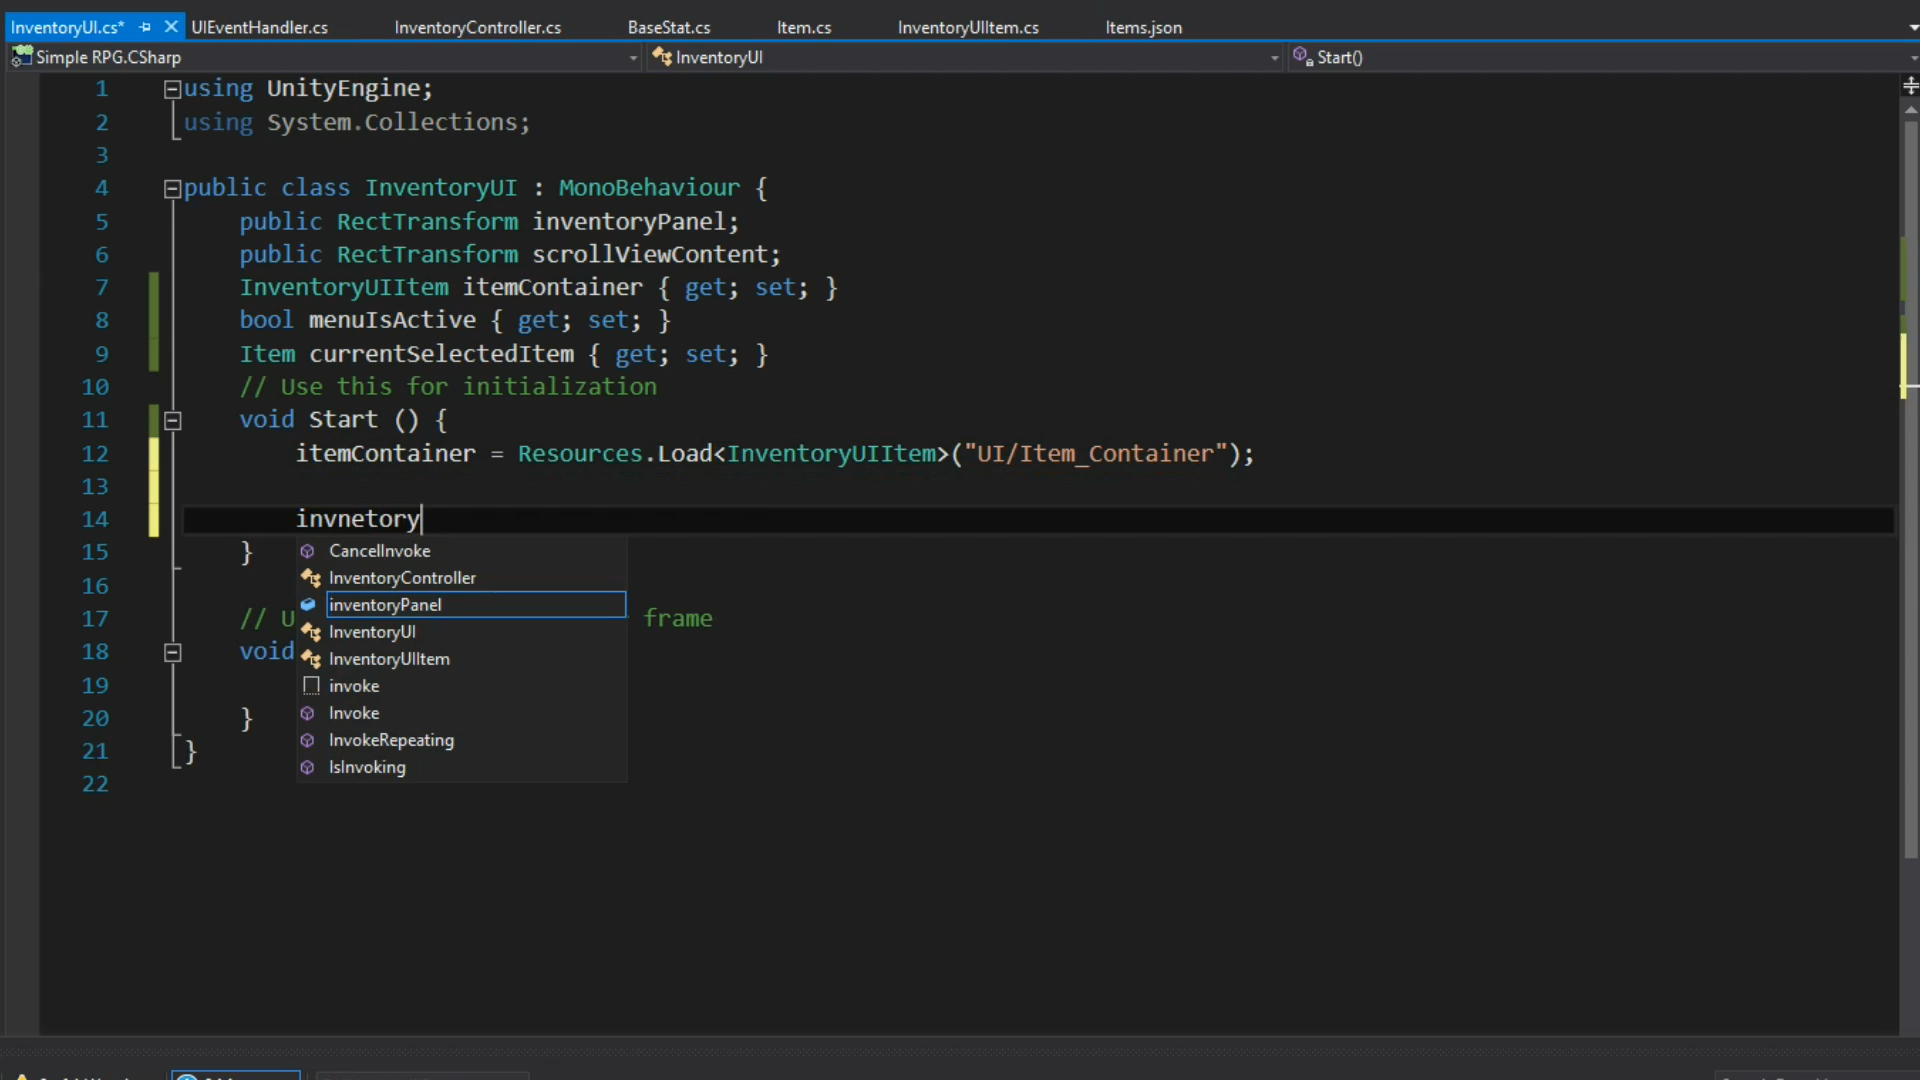 InventoryUI.cs* UIEventHandler.cs InventoryController.cs BaseStat.cs Item.cs InventoryUIItem.cs Items.json
Simple RPG.CSharp InventoryUI Start()
1 using UnityEngine;
2 using System.Collections;
3
4 public class InventoryUI : MonoBehaviour {
5 public RectTransform inventoryPanel;
6 public RectTransform scrollViewContent;
7 InventoryUIItem itemContainer { get; set; }
8 bool menuIsActive { get; set; }
9 Item currentSelectedItem { get; set; }
10 // Use this for initialization
11 void Start () {
12 itemContainer = Resources.Load<InventoryUIItem>("UI/Item_Container");
13
14 invnetory
15 }
CancelInvoke
16
InventoryController
inventoryPanel
17 // U frame
InventoryUI
18 void
InventoryUIItem
19
invoke
20 }
Invoke
21 }
InvokeRepeating
IsInvoking
22